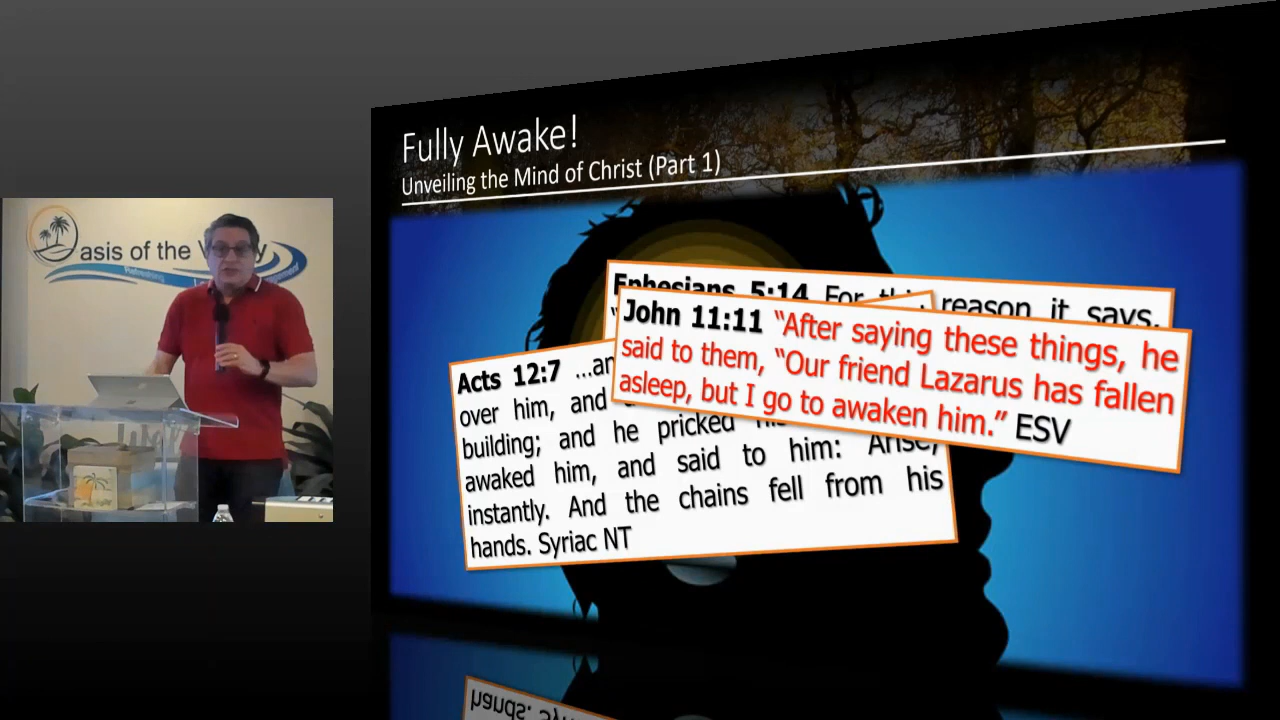 Fully Awake!
Unveiling the Mind of Christ (Part 1)
asis of the
Ephesians 5:14 For this reason it says,
John 11:11 “After saying these things, he
said to them, “Our friend Lazarus has fallen
asleep, but I go to awaken him.” ESV
Acts 12:7 …an
over him, and
building; and he pricked his
awaked him, and said to him: Arise,
instantly. And the chains fell from his
hands. Syriac NT